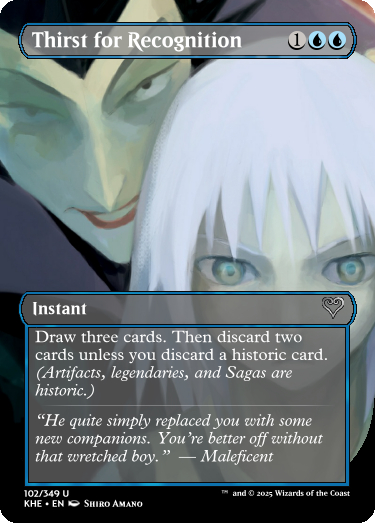 Thirst for Recognition 1
Instant
Draw three cards. Then discard two
cards unless you discard a historic card.
(Artifacts, legendaries, and Sagas are
historic.)
“He quite simply replaced you with some
new companions. You’re better off without
that wretched boy.” — Maleficent
102/349 U
KHE • EN Shiro Amano
™ and © 2025 Wizards of the Coast